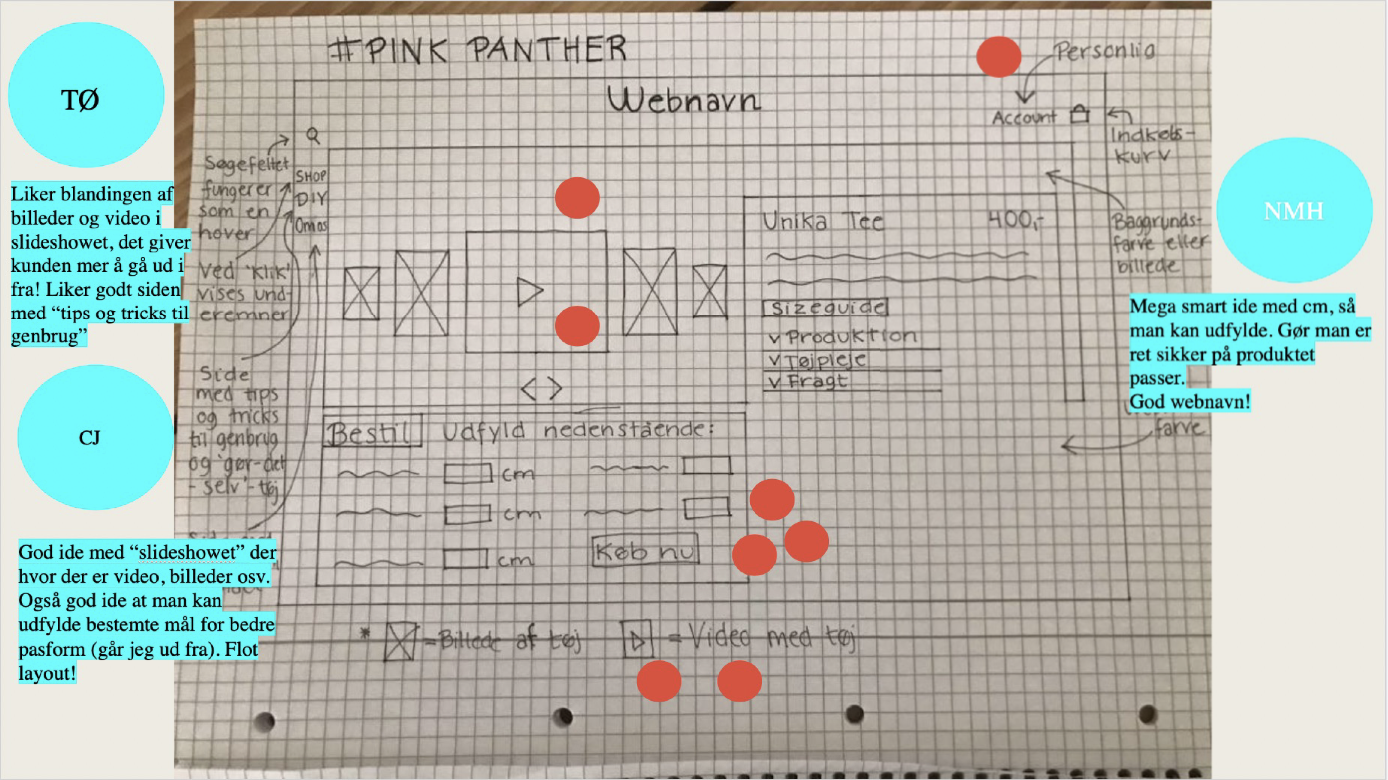 #PINK PANTHER
Personlig
Webnavn
Account
Indkøbs-
kurv
Søgefeltet
fungerer
som en
hover
SHOP
DIY
Om os
Ved 'klik'
vises und-
eremner
Side
med tips
og tricks
til genbrug
og 'gør-det
-selv'-tøj
Unika Tee 400,-
Sizeguide
v Produktion
v Tøjpleje
v Fragt
Baggrunds-
farve eller
billede
farve
< >
Bestil Udfyld nedenstående:
cm
cm
cm
Køb nu
* =Billede af tøj =Video med tøj
TØ
Liker blandingen af
billeder og video i
slideshowet, det giver
kunden mer å gå ud i
fra! Liker godt siden
med “tips og tricks til
genbrug”
CJ
God ide med “slideshowet” der
hvor der er video, billeder osv.
Også god ide at man kan
udfylde bestemte mål for bedre
pasform (går jeg ud fra). Flot
layout!
NMH
Mega smart ide med cm, så
man kan udfylde. Gør man er
ret sikker på produktet
passer.
God webnavn!